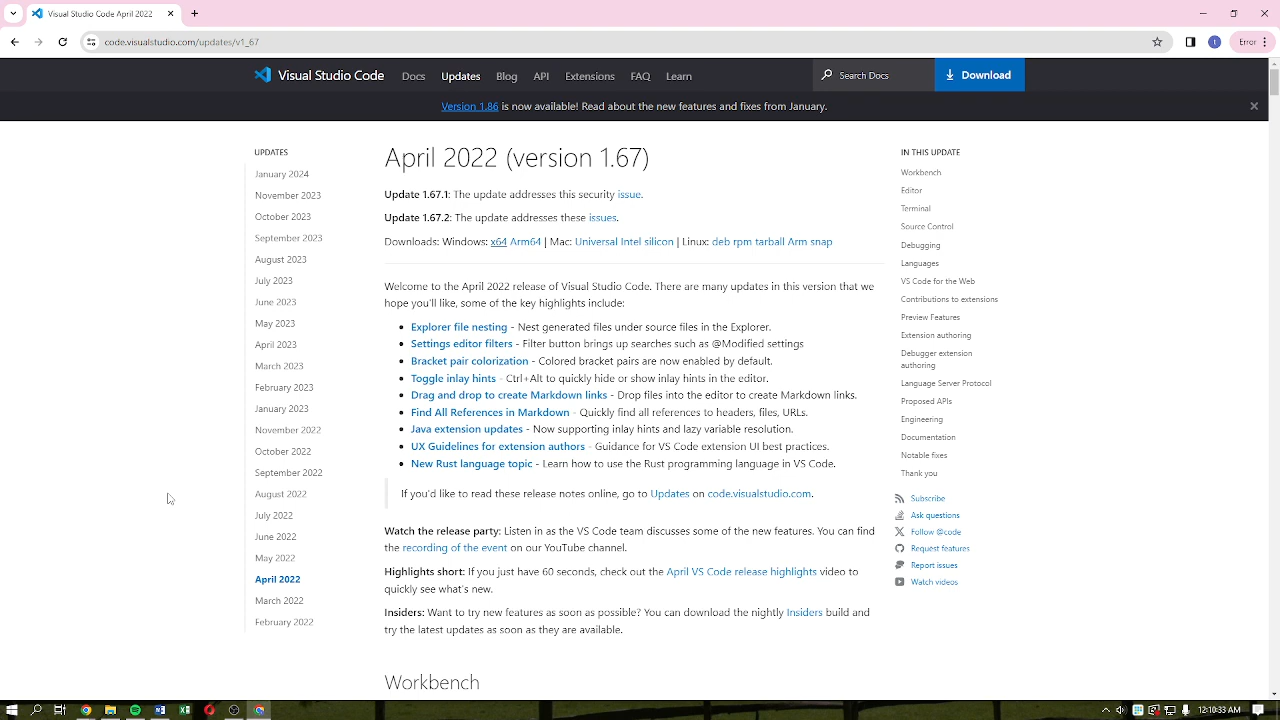 Visual Studio Code April 2022
code.visualstudio.com/updates/v1_67
Error
Visual Studio Code Docs Updates Blog API Extensions FAQ Learn Search Docs Download
Version 1.86 is now available! Read about the new features and fixes from January.
UPDATES
January 2024
November 2023
October 2023
September 2023
August 2023
July 2023
June 2023
May 2023
April 2023
March 2023
February 2023
January 2023
November 2022
October 2022
September 2022
August 2022
July 2022
June 2022
May 2022
April 2022
March 2022
February 2022
April 2022 (version 1.67)
Update 1.67.1: The update addresses this security issue.
Update 1.67.2: The update addresses these issues.
Downloads: Windows: x64 Arm64 | Mac: Universal Intel silicon | Linux: deb rpm tarball Arm snap
Welcome to the April 2022 release of Visual Studio Code. There are many updates in this version that we
hope you'll like, some of the key highlights include:
• Explorer file nesting - Nest generated files under source files in the Explorer.
• Settings editor filters - Filter button brings up searches such as @Modified settings
• Bracket pair colorization - Colored bracket pairs are now enabled by default.
• Toggle inlay hints - Ctrl+Alt to quickly hide or show inlay hints in the editor.
• Drag and drop to create Markdown links - Drop files into the editor to create Markdown links.
• Find All References in Markdown - Quickly find all references to headers, files, URLs.
• Java extension updates - Now supporting inlay hints and lazy variable resolution.
• UX Guidelines for extension authors - Guidance for VS Code extension UI best practices.
• New Rust language topic - Learn how to use the Rust programming language in VS Code.
If you'd like to read these release notes online, go to Updates on code.visualstudio.com.
Watch the release party: Listen in as the VS Code team discusses some of the new features. You can find
the recording of the event on our YouTube channel.
Highlights short: If you just have 60 seconds, check out the April VS Code release highlights video to
quickly see what's new.
Insiders: Want to try new features as soon as possible? You can download the nightly Insiders build and
try the latest updates as soon as they are available.
Workbench
IN THIS UPDATE
Workbench
Editor
Terminal
Source Control
Debugging
Languages
VS Code for the Web
Contributions to extensions
Preview Features
Extension authoring
Debugger extension
authoring
Language Server Protocol
Proposed APIs
Engineering
Documentation
Notable fixes
Thank you
Subscribe
Ask questions
Follow @code
Request features
Report issues
Watch videos
12:10:33 AM